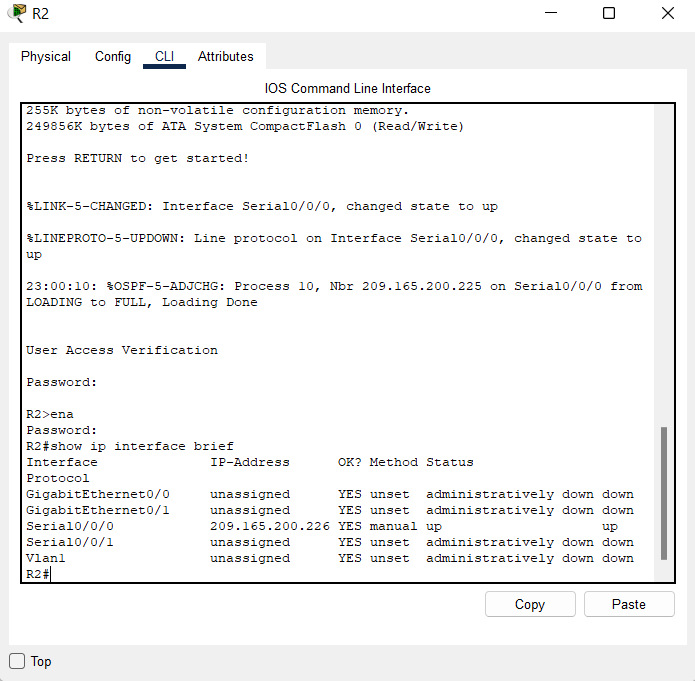 R2
Physical Config CLI Attributes
IOS Command Line Interface
255K bytes of non-volatile configuration memory.
249856K bytes of ATA System CompactFlash 0 (Read/Write)
Press RETURN to get started!
%LINK-5-CHANGED: Interface Serial0/0/0, changed state to up
%LINEPROTO-5-UPDOWN: Line protocol on Interface Serial0/0/0, changed state to
up
23:00:10: %OSPF-5-ADJCHG: Process 10, Nbr 209.165.200.225 on Serial0/0/0 from
LOADING to FULL, Loading Done
User Access Verification
Password:
R2>ena
Password:
R2#show ip interface brief
Interface IP-Address OK? Method Status
Protocol
GigabitEthernet0/0 unassigned YES unset administratively down down
GigabitEthernet0/1 unassigned YES unset administratively down down
Serial0/0/0 209.165.200.226 YES manual up up
Serial0/0/1 unassigned YES unset administratively down down
Vlan1 unassigned YES unset administratively down down
R2#
Copy Paste
Top